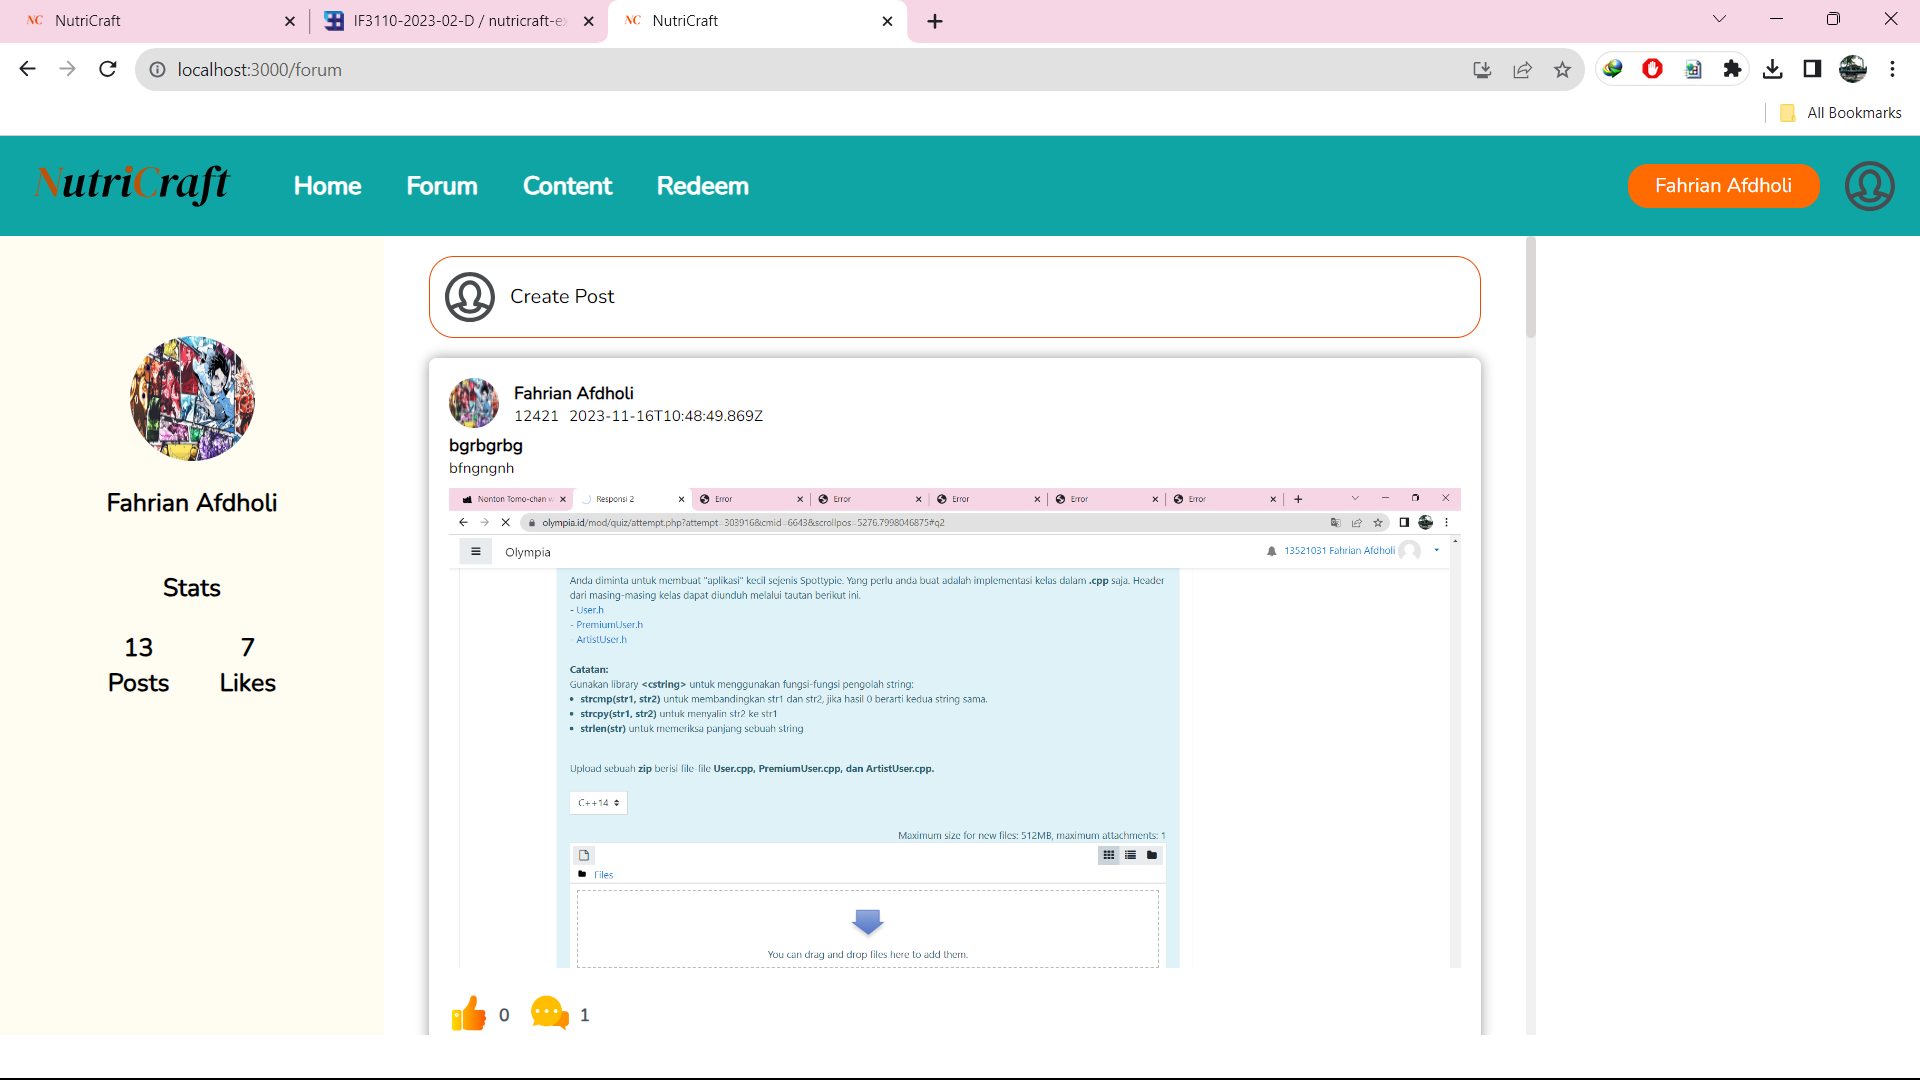 NC NutriCraft
IF3110-2023-02-D / nutricraft-ex
NC NutriCraft
localhost:3000/forum
All Bookmarks
NutriCraft
Home
Forum
Content
Redeem
Fahrian Afdholi
Fahrian Afdholi
Stats
13
Posts
7
Likes
Create Post
Fahrian Afdholi
12421 2023-11-16T10:48:49.869Z
bgrbgrbg
bfngngnh
Nonton Tomo-chan w
Responsi 2
Error
Error
Error
Error
Error
olympia.id/mod/quiz/attempt.php?attempt=303916&cmid=6643&scrollpos=5276.7998046875#q2
Olympia
13521031 Fahrian Afdholi
Anda diminta untuk membuat "aplikasi" kecil sejenis Spottypie. Yang perlu anda buat adalah implementasi kelas dalam .cpp saja. Header
dari masing-masing kelas dapat diunduh melalui tautan berikut ini.
- User.h
- PremiumUser.h
- ArtistUser.h
Catatan:
Gunakan library <cstring> untuk menggunakan fungsi-fungsi pengolah string:
• strcmp(str1, str2) untuk membandingkan str1 dan str2, jika hasil 0 berarti kedua string sama.
• strcpy(str1, str2) untuk menyalin str2 ke str1
• strlen(str) untuk memeriksa panjang sebuah string
Upload sebuah zip berisi file-file User.cpp, PremiumUser.cpp, dan ArtistUser.cpp.
C++14
Maximum size for new files: 512MB, maximum attachments: 1
Files
You can drag and drop files here to add them.
0
1